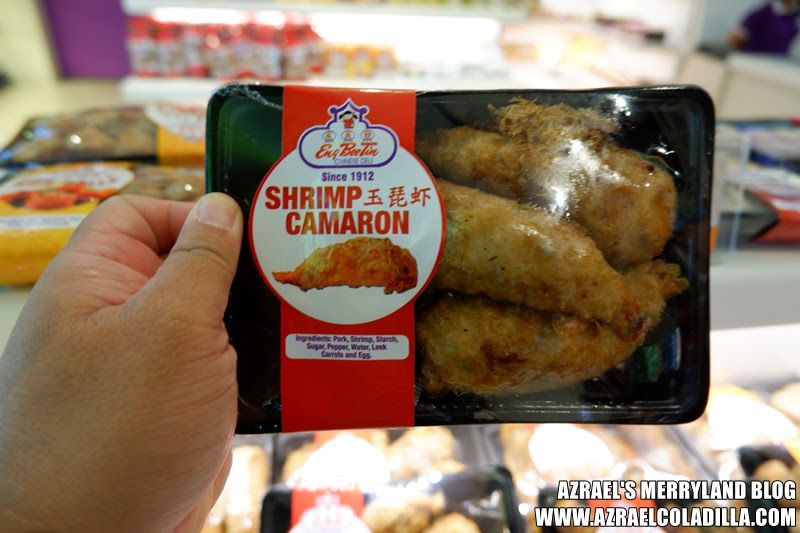 Eng Bee Tin
CHINESE DELI
Since 1912
SHRIMP 玉琵虾
CAMARON
Ingredients: Pork, Shrimp, Starch,
Sugar, Pepper, Water, Leek
Carrots and Egg.
AZRAEL'S MERRYLAND BLOG
WWW.AZRAELCOLADILLA.COM